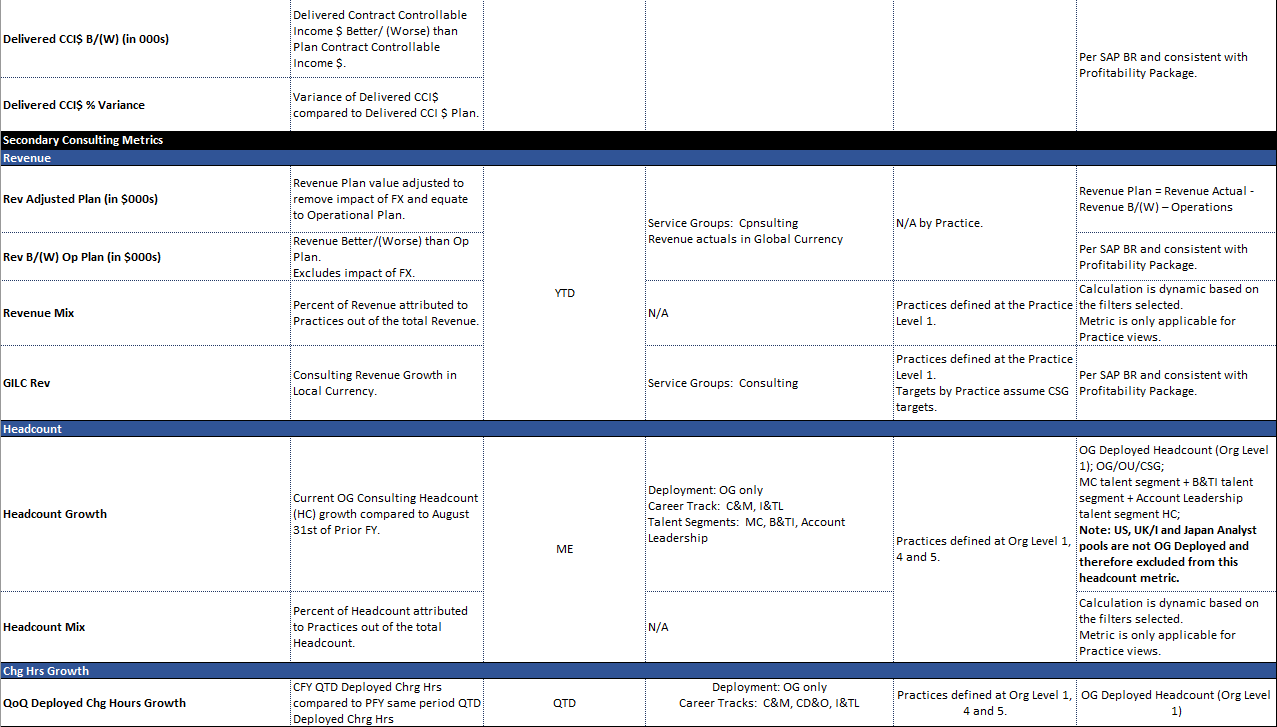 Delivered CCI$ B/(W) (in 000s)
Delivered Contract Controllable
Income $ Better/ (Worse) than
Plan Contract Controllable
Income $.
Per SAP BR and consistent with
Profitability Package.
Delivered CCI$ % Variance
Variance of Delivered CCI$
compared to Delivered CCI $ Plan.
Secondary Consulting Metrics
Revenue
Rev Adjusted Plan (in $000s)
Revenue Plan value adjusted to
remove impact of FX and equate
to Operational Plan.
YTD
Service Groups:  Cpnsulting
Revenue actuals in Global Currency
N/A by Practice.
Revenue Plan = Revenue Actual -
Revenue B/(W) – Operations
Rev B/(W) Op Plan (in $000s)
Revenue Better/(Worse) than Op
Plan.
Excludes impact of FX.
Per SAP BR and consistent with
Profitability Package.
Revenue Mix
Percent of Revenue attributed to
Practices out of the total Revenue.
N/A
Practices defined at the Practice
Level 1.
Calculation is dynamic based on
the filters selected.
Metric is only applicable for
Practice views.
GILC Rev
Consulting Revenue Growth in
Local Currency.
Service Groups:  Consulting
Practices defined at the Practice
Level 1.
Targets by Practice assume CSG
targets.
Per SAP BR and consistent with
Profitability Package.
Headcount
Headcount Growth
Current OG Consulting Headcount
(HC) growth compared to August
31st of Prior FY.
ME
Deployment: OG only
Career Track:  C&M, I&TL
Talent Segments:  MC, B&TI, Account
Leadership
Practices defined at Org Level 1,
4 and 5.
OG Deployed Headcount (Org Level
1); OG/OU/CSG;
MC talent segment + B&TI talent
segment + Account Leadership
talent segment HC;
Note: US, UK/I and Japan Analyst
pools are not OG Deployed and
therefore excluded from this
headcount metric.
Headcount Mix
Percent of Headcount attributed
to Practices out of the total
Headcount.
N/A
Calculation is dynamic based on
the filters selected.
Metric is only applicable for
Practice views.
Chg Hrs Growth
QoQ Deployed Chg Hours Growth
CFY QTD Deployed Chrg Hrs
compared to PFY same period QTD
Deployed Chrg Hrs
QTD
Deployment: OG only
Career Tracks:  C&M, CD&O, I&TL
Practices defined at Org Level 1,
4 and 5.
OG Deployed Headcount (Org Level
1)